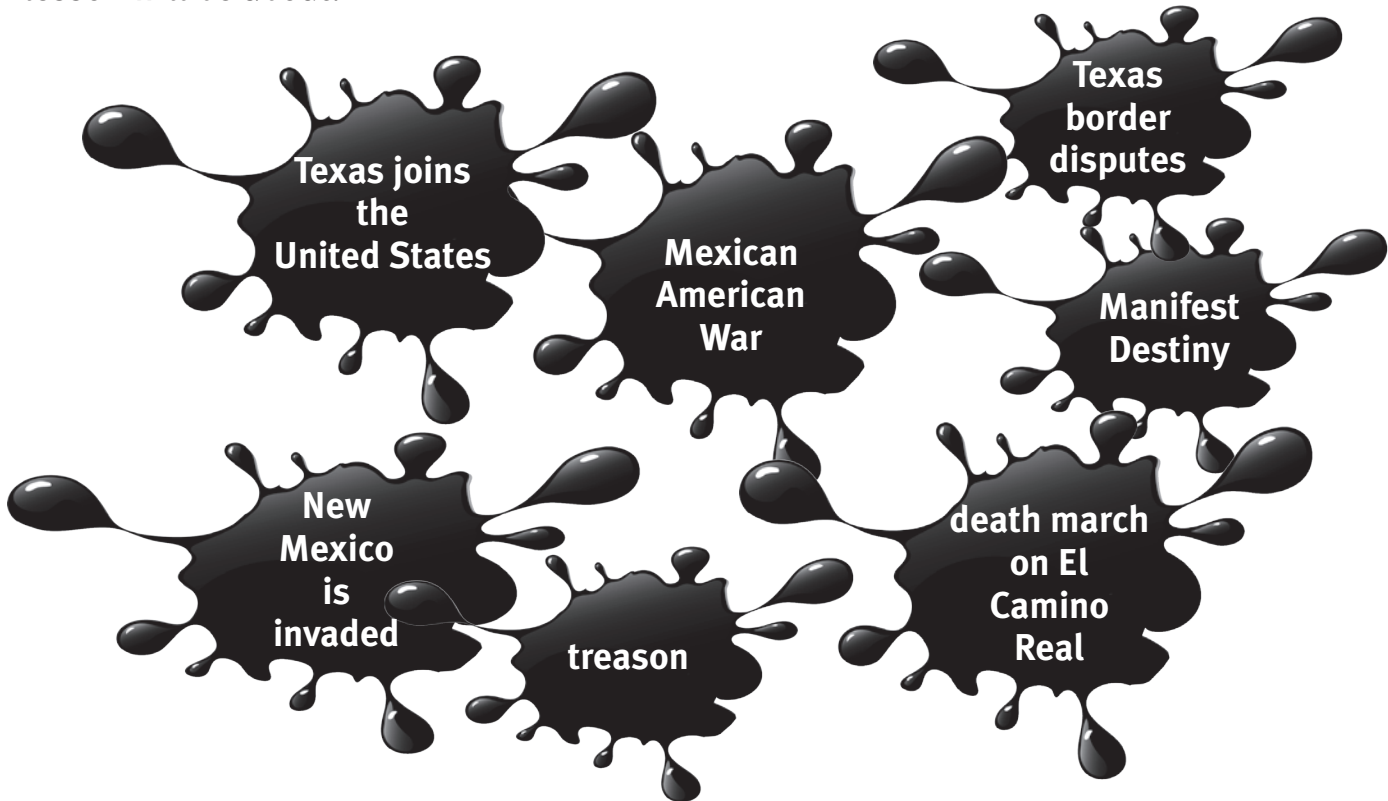 Texas joins
the
United States
Mexican
American
War
Texas
border
disputes
Manifest
Destiny
New
Mexico
is
invaded
treason
death march
on El
Camino
Real